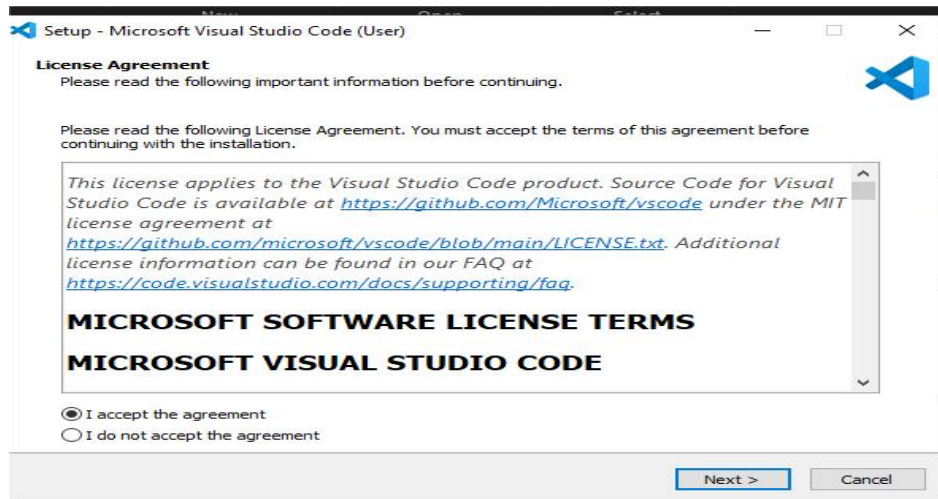 New Open Select
Setup - Microsoft Visual Studio Code (User)
License Agreement
Please read the following important information before continuing.
Please read the following License Agreement. You must accept the terms of this agreement before
continuing with the installation.
This license applies to the Visual Studio Code product. Source Code for Visual
Studio Code is available at https://github.com/Microsoft/vscode under the MIT
license agreement at
https://github.com/microsoft/vscode/blob/main/LICENSE.txt. Additional
license information can be found in our FAQ at
https://code.visualstudio.com/docs/supporting/faq.
MICROSOFT SOFTWARE LICENSE TERMS
MICROSOFT VISUAL STUDIO CODE
I accept the agreement
I do not accept the agreement
Next > Cancel